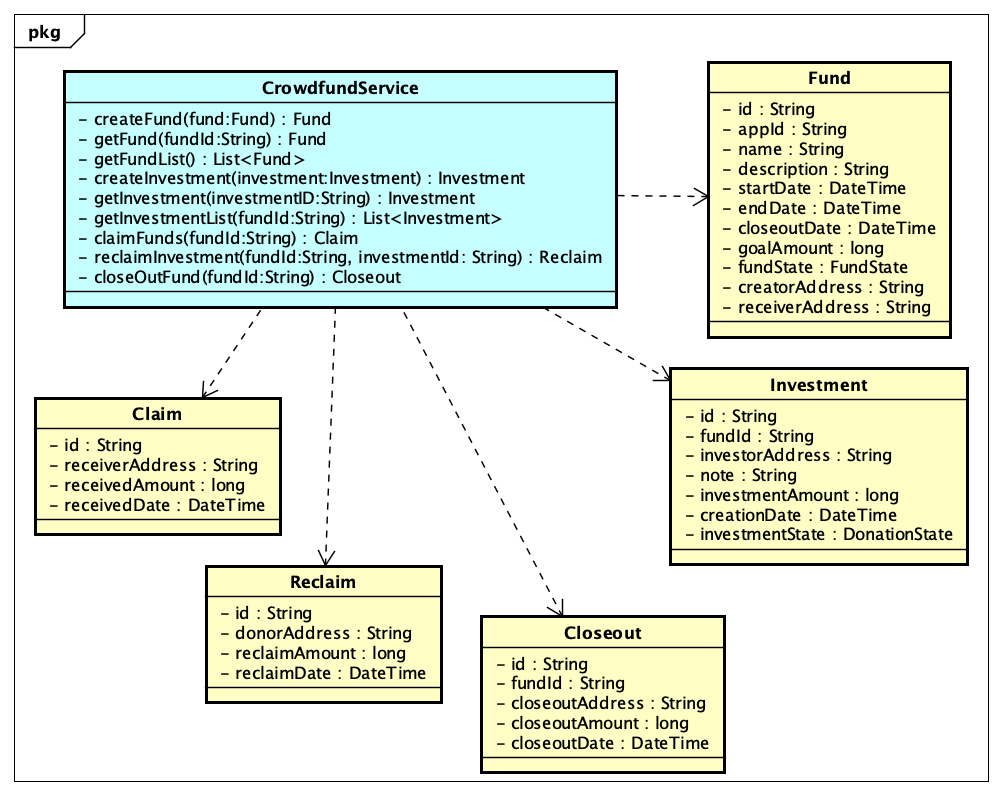 pkg
CrowdfundService
- createFund(fund:Fund) : Fund
- getFund(fundId:String) : Fund
- getFundList() : List<Fund>
- createInvestment(investment:Investment) : Investment
- getInvestment(investmentID:String) : Investment
- getInvestmentList(fundId:String) : List<Investment>
- claimFunds(fundId:String) : Claim
- reclaimInvestment(fundId:String, investmentId: String) : Reclaim
- closeOutFund(fundId:String) : Closeout
Fund
- id : String
- appId : String
- name : String
- description : String
- startDate : DateTime
- endDate : DateTime
- closeoutDate : DateTime
- goalAmount : long
- fundState : FundState
- creatorAddress : String
- receiverAddress : String
Claim
- id : String
- receiverAddress : String
- receivedAmount : long
- receivedDate : DateTime
Investment
- id : String
- fundId : String
- investorAddress : String
- note : String
- investmentAmount : long
- creationDate : DateTime
- investmentState : DonationState
Reclaim
- id : String
- donorAddress : String
- reclaimAmount : long
- reclaimDate : DateTime
Closeout
- id : String
- fundId : String
- closeoutAddress : String
- closeoutAmount : long
- closeoutDate : DateTime